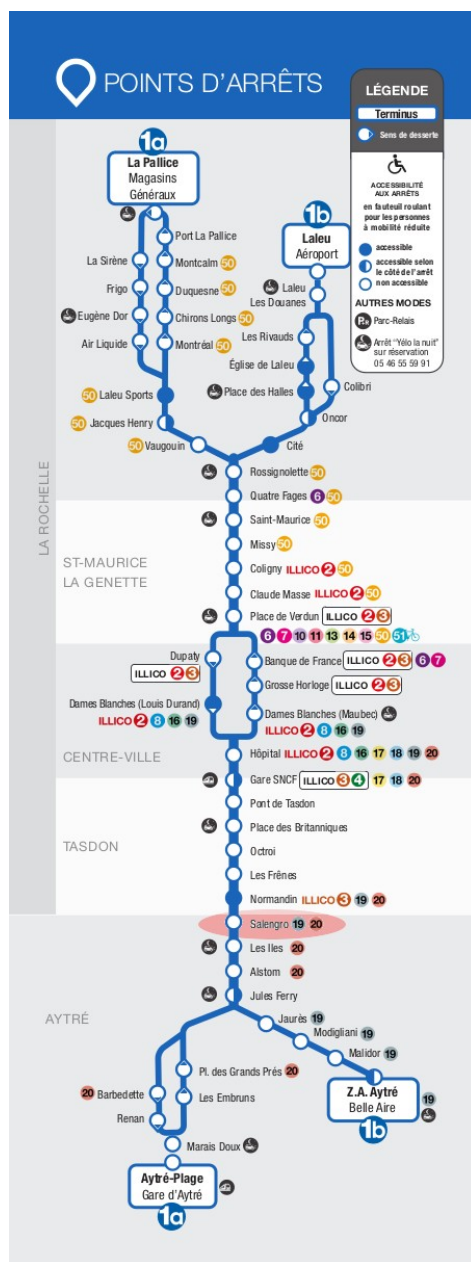 POINTS D'ARRÊTS
LÉGENDE
Terminus
Sens de desserte
ACCESSIBILITÉ
AUX ARRÊTS
en fauteuil roulant
pour les personnes
à mobilité réduite
accessible
accessible selon
le côté de l'arrêt
non accessible
AUTRES MODES
P+R Parc-Relais
Arrêt "Yélo la nuit"
sur réservation
05 46 55 59 91
1a
La Pallice
Magasins
Généraux
1b
Laleu
Aéroport
Port La Pallice
La Sirène
Montcalm 50
Frigo
Duquesne 50
Eugène Dor
Chirons Longs 50
Air Liquide
Montréal 50
Laleu
Les Douanes
Les Rivauds
Église de Laleu
Place des Halles
Colibri
Oncor
50 Laleu Sports
50 Jacques Henry
50 Vaugouin
Cité
LA ROCHELLE
Rossignolette 50
Quatre Fages 6 50
Saint-Maurice 50
Missy 50
ST-MAURICE
LA GENETTE
Coligny ILLICO 2 50
Claude Masse ILLICO 2 50
Place de Verdun ILLICO 2 3
6 7 10 11 13 14 15 50 51
Dupaty
ILLICO 2 3
Banque de France ILLICO 2 3 6 7
Grosse Horloge ILLICO 2 3
Dames Blanches (Louis Durand)
ILLICO 2 8 16 19
Dames Blanches (Maubec)
ILLICO 2 8 16 19
CENTRE-VILLE
Hôpital ILLICO 2 8 16 17 18 19 20
Gare SNCF ILLICO 3 4 17 18 20
Pont de Tasdon
Place des Britanniques
TASDON
Octroi
Les Frênes
Normandin ILLICO 3 19 20
Salengro 19 20
Les Iles 20
Alstom 20
Jules Ferry
AYTRÉ
Jaurès 19
Modigliani 19
Malidor 19
Z.A. Aytré 19
Belle Aire
1b
Pl. des Grands Prés 20
20 Barbedette
Les Embruns
Renan
Marais Doux
Aytré-Plage
Gare d'Aytré
1a